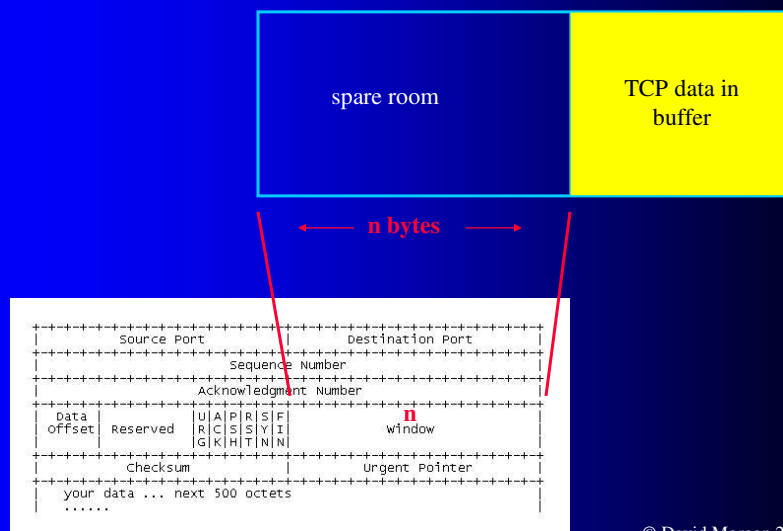 spare room
TCP data in
buffer
n bytes
+-+-+-+-+-+-+-+-+-+-+-+-+-+-+-+-+-+-+-+-+-+-+-+-+-+-+-+-+-+-+-+-+
| Source Port | Destination Port |
+-+-+-+-+-+-+-+-+-+-+-+-+-+-+-+-+-+-+-+-+-+-+-+-+-+-+-+-+-+-+-+-+
| Sequence Number |
+-+-+-+-+-+-+-+-+-+-+-+-+-+-+-+-+-+-+-+-+-+-+-+-+-+-+-+-+-+-+-+-+
| Acknowledgment Number |
+-+-+-+-+-+-+-+-+-+-+-+-+-+-+-+-+-+-+-+-+-+-+-+-+-+-+-+-+-+-+-+-+
| Data | |U|A|P|R|S|F| n |
| Offset| Reserved |R|C|S|S|Y|I| Window |
| | |G|K|H|T|N|N| |
+-+-+-+-+-+-+-+-+-+-+-+-+-+-+-+-+-+-+-+-+-+-+-+-+-+-+-+-+-+-+-+-+
| Checksum | Urgent Pointer |
+-+-+-+-+-+-+-+-+-+-+-+-+-+-+-+-+-+-+-+-+-+-+-+-+-+-+-+-+-+-+-+-+
| your data ... next 500 octets |
| ...... |
© David